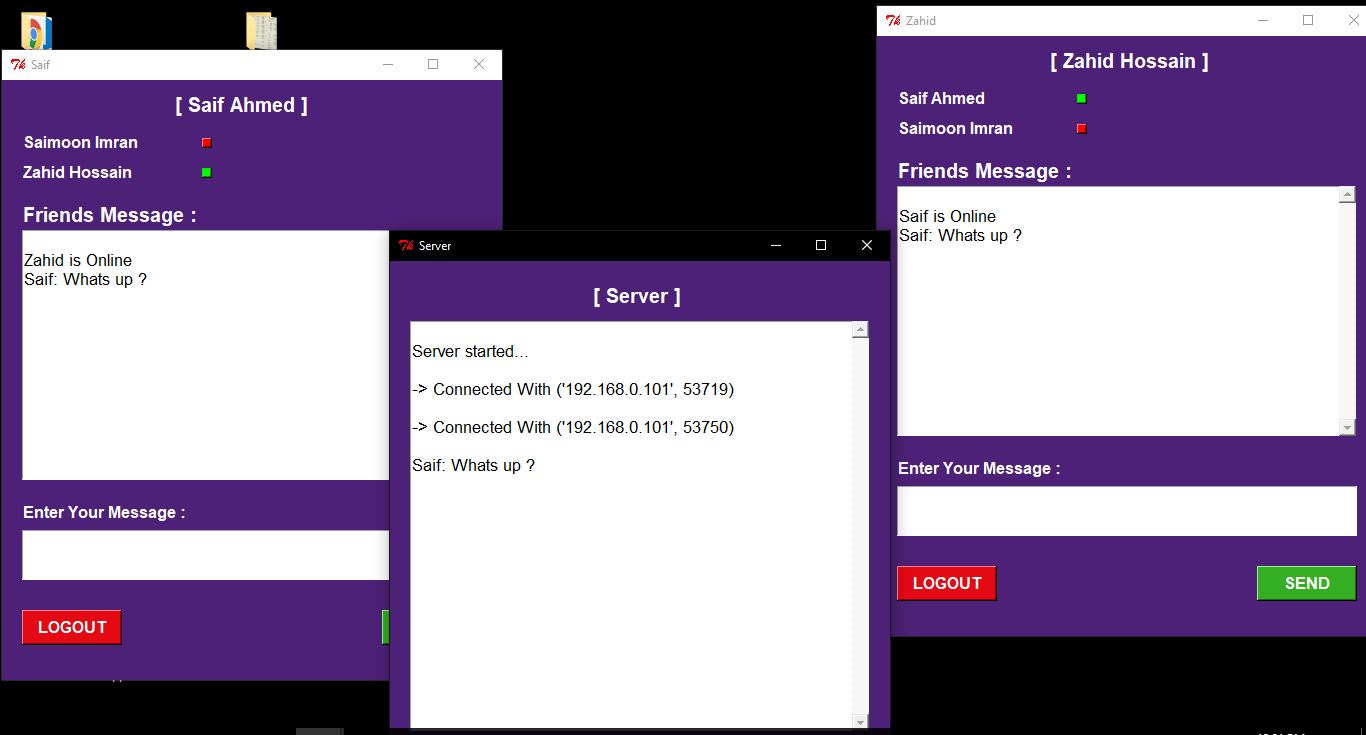 Saif
[ Saif Ahmed ]
Saimoon Imran
Zahid Hossain
Friends Message :
Zahid is Online
Saif: Whats up ?
Enter Your Message :
LOGOUT
Server
[ Server ]
Server started...
-> Connected With ('192.168.0.101', 53719)
-> Connected With ('192.168.0.101', 53750)
Saif: Whats up ?
Zahid
[ Zahid Hossain ]
Saif Ahmed
Saimoon Imran
Friends Message :
Saif is Online
Saif: Whats up ?
Enter Your Message :
LOGOUT
SEND